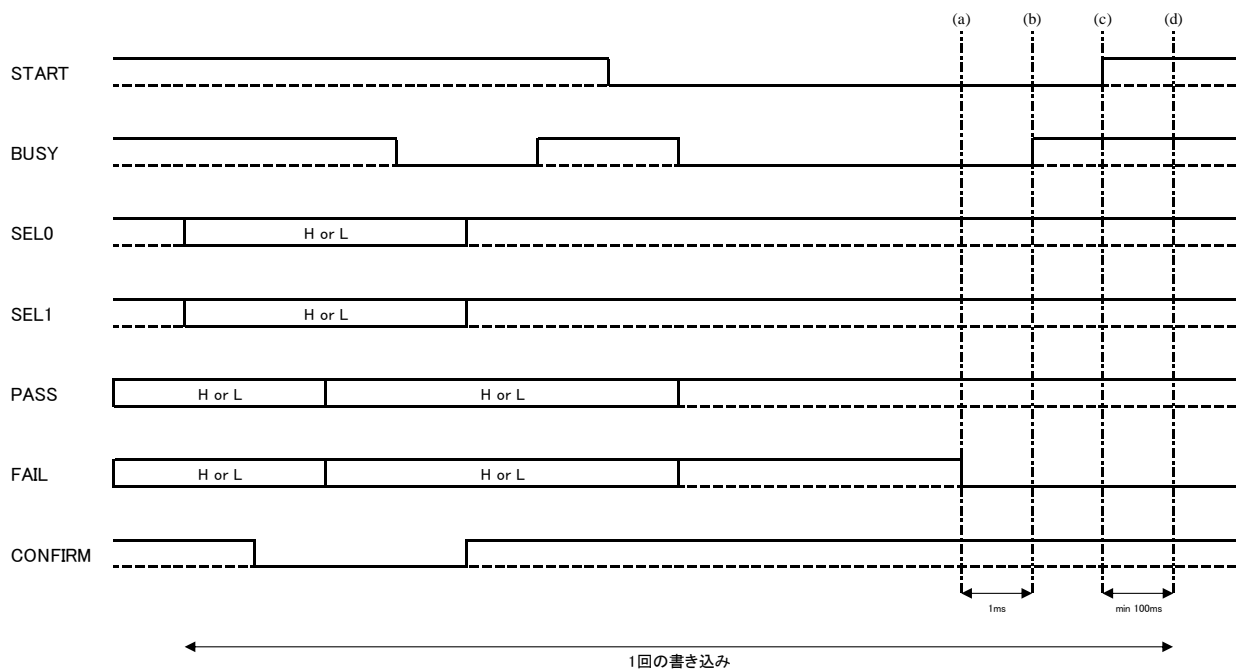 (a) (b) (c) (d)
START
BUSY
SEL0 H or L
SEL1 H or L
PASS H or L H or L
FAIL H or L H or L
CONFIRM
1ms min 100ms
1回の書き込み